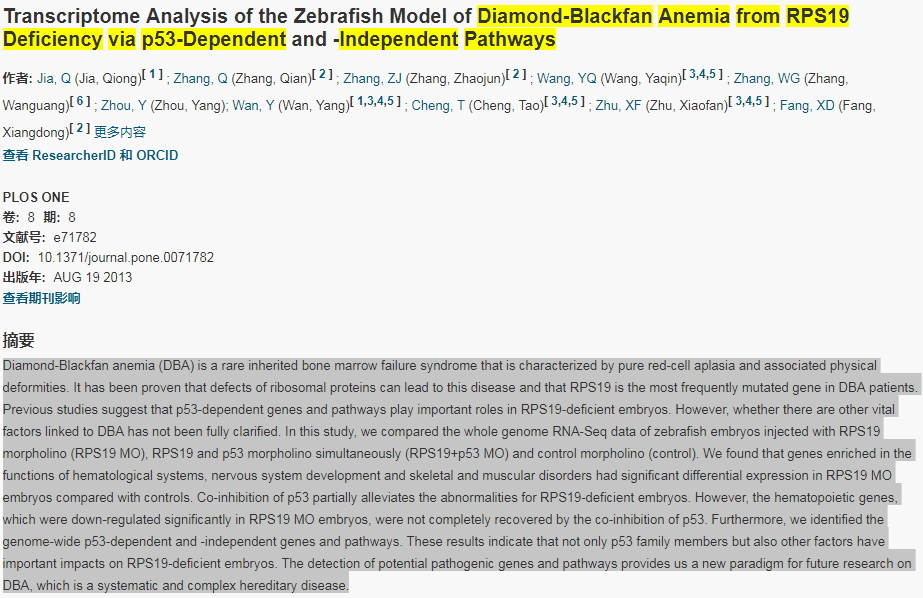 Transcriptome Analysis of the Zebrafish Model of Diamond-Blackfan Anemia from RPS19
Deficiency via p53-Dependent and -Independent Pathways
作者: Jia, Q (Jia, Qiong)[ 1 ] ; Zhang, Q (Zhang, Qian)[ 2 ] ; Zhang, ZJ (Zhang, Zhaojun)[ 2 ] ; Wang, YQ (Wang, Yaqin)[ 3,4,5 ] ; Zhang, WG (Zhang,
Wanguang)[ 6 ] ; Zhou, Y (Zhou, Yang); Wan, Y (Wan, Yang)[ 1,3,4,5 ] ; Cheng, T (Cheng, Tao)[ 3,4,5 ] ; Zhu, XF (Zhu, Xiaofan)[ 3,4,5 ] ; Fang, XD (Fang,
Xiangdong)[ 2 ] 更多内容
查看 ResearcherID 和 ORCID
PLOS ONE
卷: 8 期: 8
文献号: e71782
DOI: 10.1371/journal.pone.0071782
出版年: AUG 19 2013
查看期刊影响
摘要
Diamond-Blackfan anemia (DBA) is a rare inherited bone marrow failure syndrome that is characterized by pure red-cell aplasia and associated physical
deformities. It has been proven that defects of ribosomal proteins can lead to this disease and that RPS19 is the most frequently mutated gene in DBA patients.
Previous studies suggest that p53-dependent genes and pathways play important roles in RPS19-deficient embryos. However, whether there are other vital
factors linked to DBA has not been fully clarified. In this study, we compared the whole genome RNA-Seq data of zebrafish embryos injected with RPS19
morpholino (RPS19 MO), RPS19 and p53 morpholino simultaneously (RPS19+p53 MO) and control morpholino (control). We found that genes enriched in the
functions of hematological systems, nervous system development and skeletal and muscular disorders had significant differential expression in RPS19 MO
embryos compared with controls. Co-inhibition of p53 partially alleviates the abnormalities for RPS19-deficient embryos. However, the hematopoietic genes,
which were down-regulated significantly in RPS19 MO embryos, were not completely recovered by the co-inhibition of p53. Furthermore, we identified the
genome-wide p53-dependent and -independent genes and pathways. These results indicate that not only p53 family members but also other factors have
important impacts on RPS19-deficient embryos. The detection of potential pathogenic genes and pathways provides us a new paradigm for future research on
DBA, which is a systematic and complex hereditary disease.